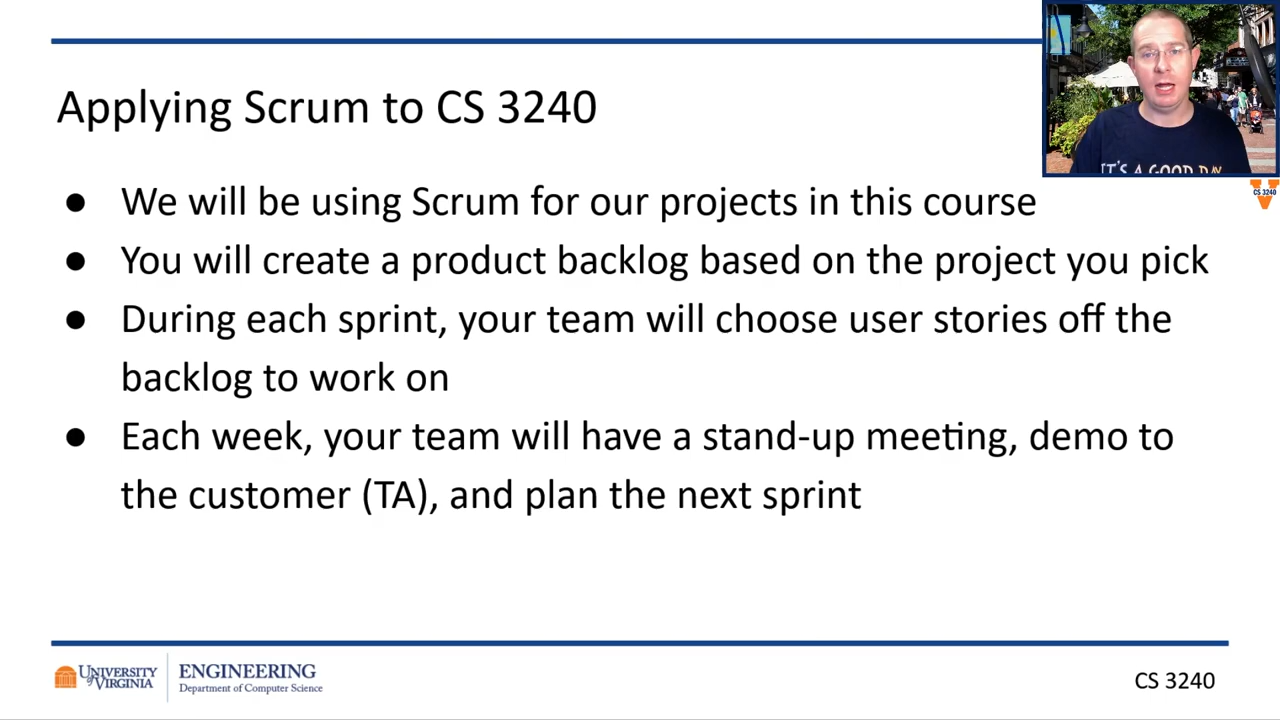 Applying Scrum to CS 3240
IT'S A GOOD DAY
CS 3240
● We will be using Scrum for our projects in this course
● You will create a product backlog based on the project you pick
● During each sprint, your team will choose user stories off the
backlog to work on
● Each week, your team will have a stand-up meeting, demo to
the customer (TA), and plan the next sprint
UNIVERSITY
of VIRGINIA
ENGINEERING
Department of Computer Science
CS 3240